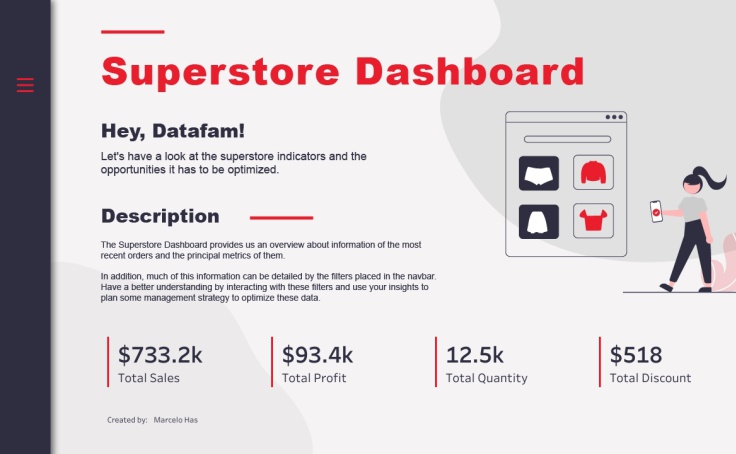 Superstore Dashboard
Hey, Datafam!
Let's have a look at the superstore indicators and the
opportunities it has to be optimized.
Description
The Superstore Dashboard provides us an overview about information of the most
recent orders and the principal metrics of them.
In addition, much of this information can be detailed by the filters placed in the navbar.
Have a better understanding by interacting with these filters and use your insights to
plan some management strategy to optimize these data.
$733.2k
Total Sales
$93.4k
Total Profit
12.5k
Total Quantity
$518
Total Discount
Created by: Marcelo Has